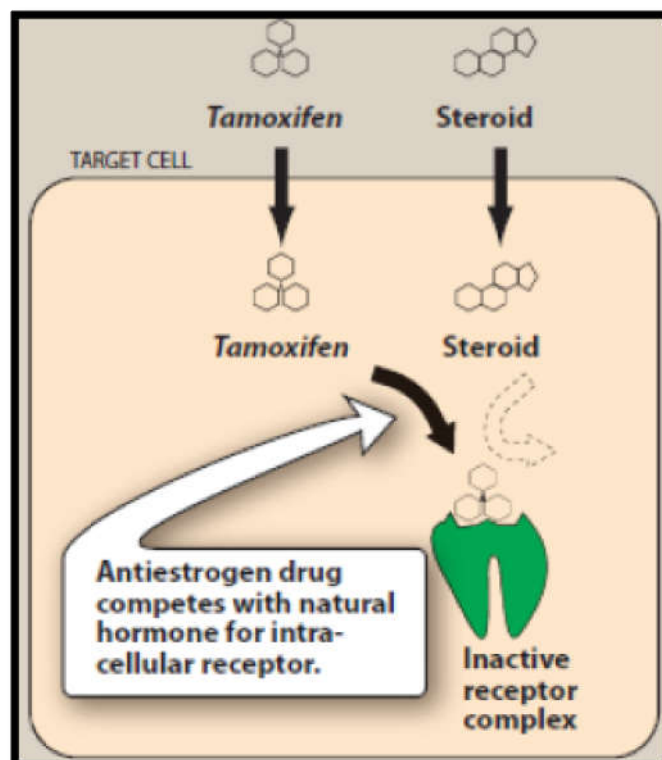 Tamoxifen Steroid
TARGET CELL
Tamoxifen Steroid
Antiestrogen drug
competes with natural
hormone for intra-
cellular receptor.
Inactive
receptor
complex